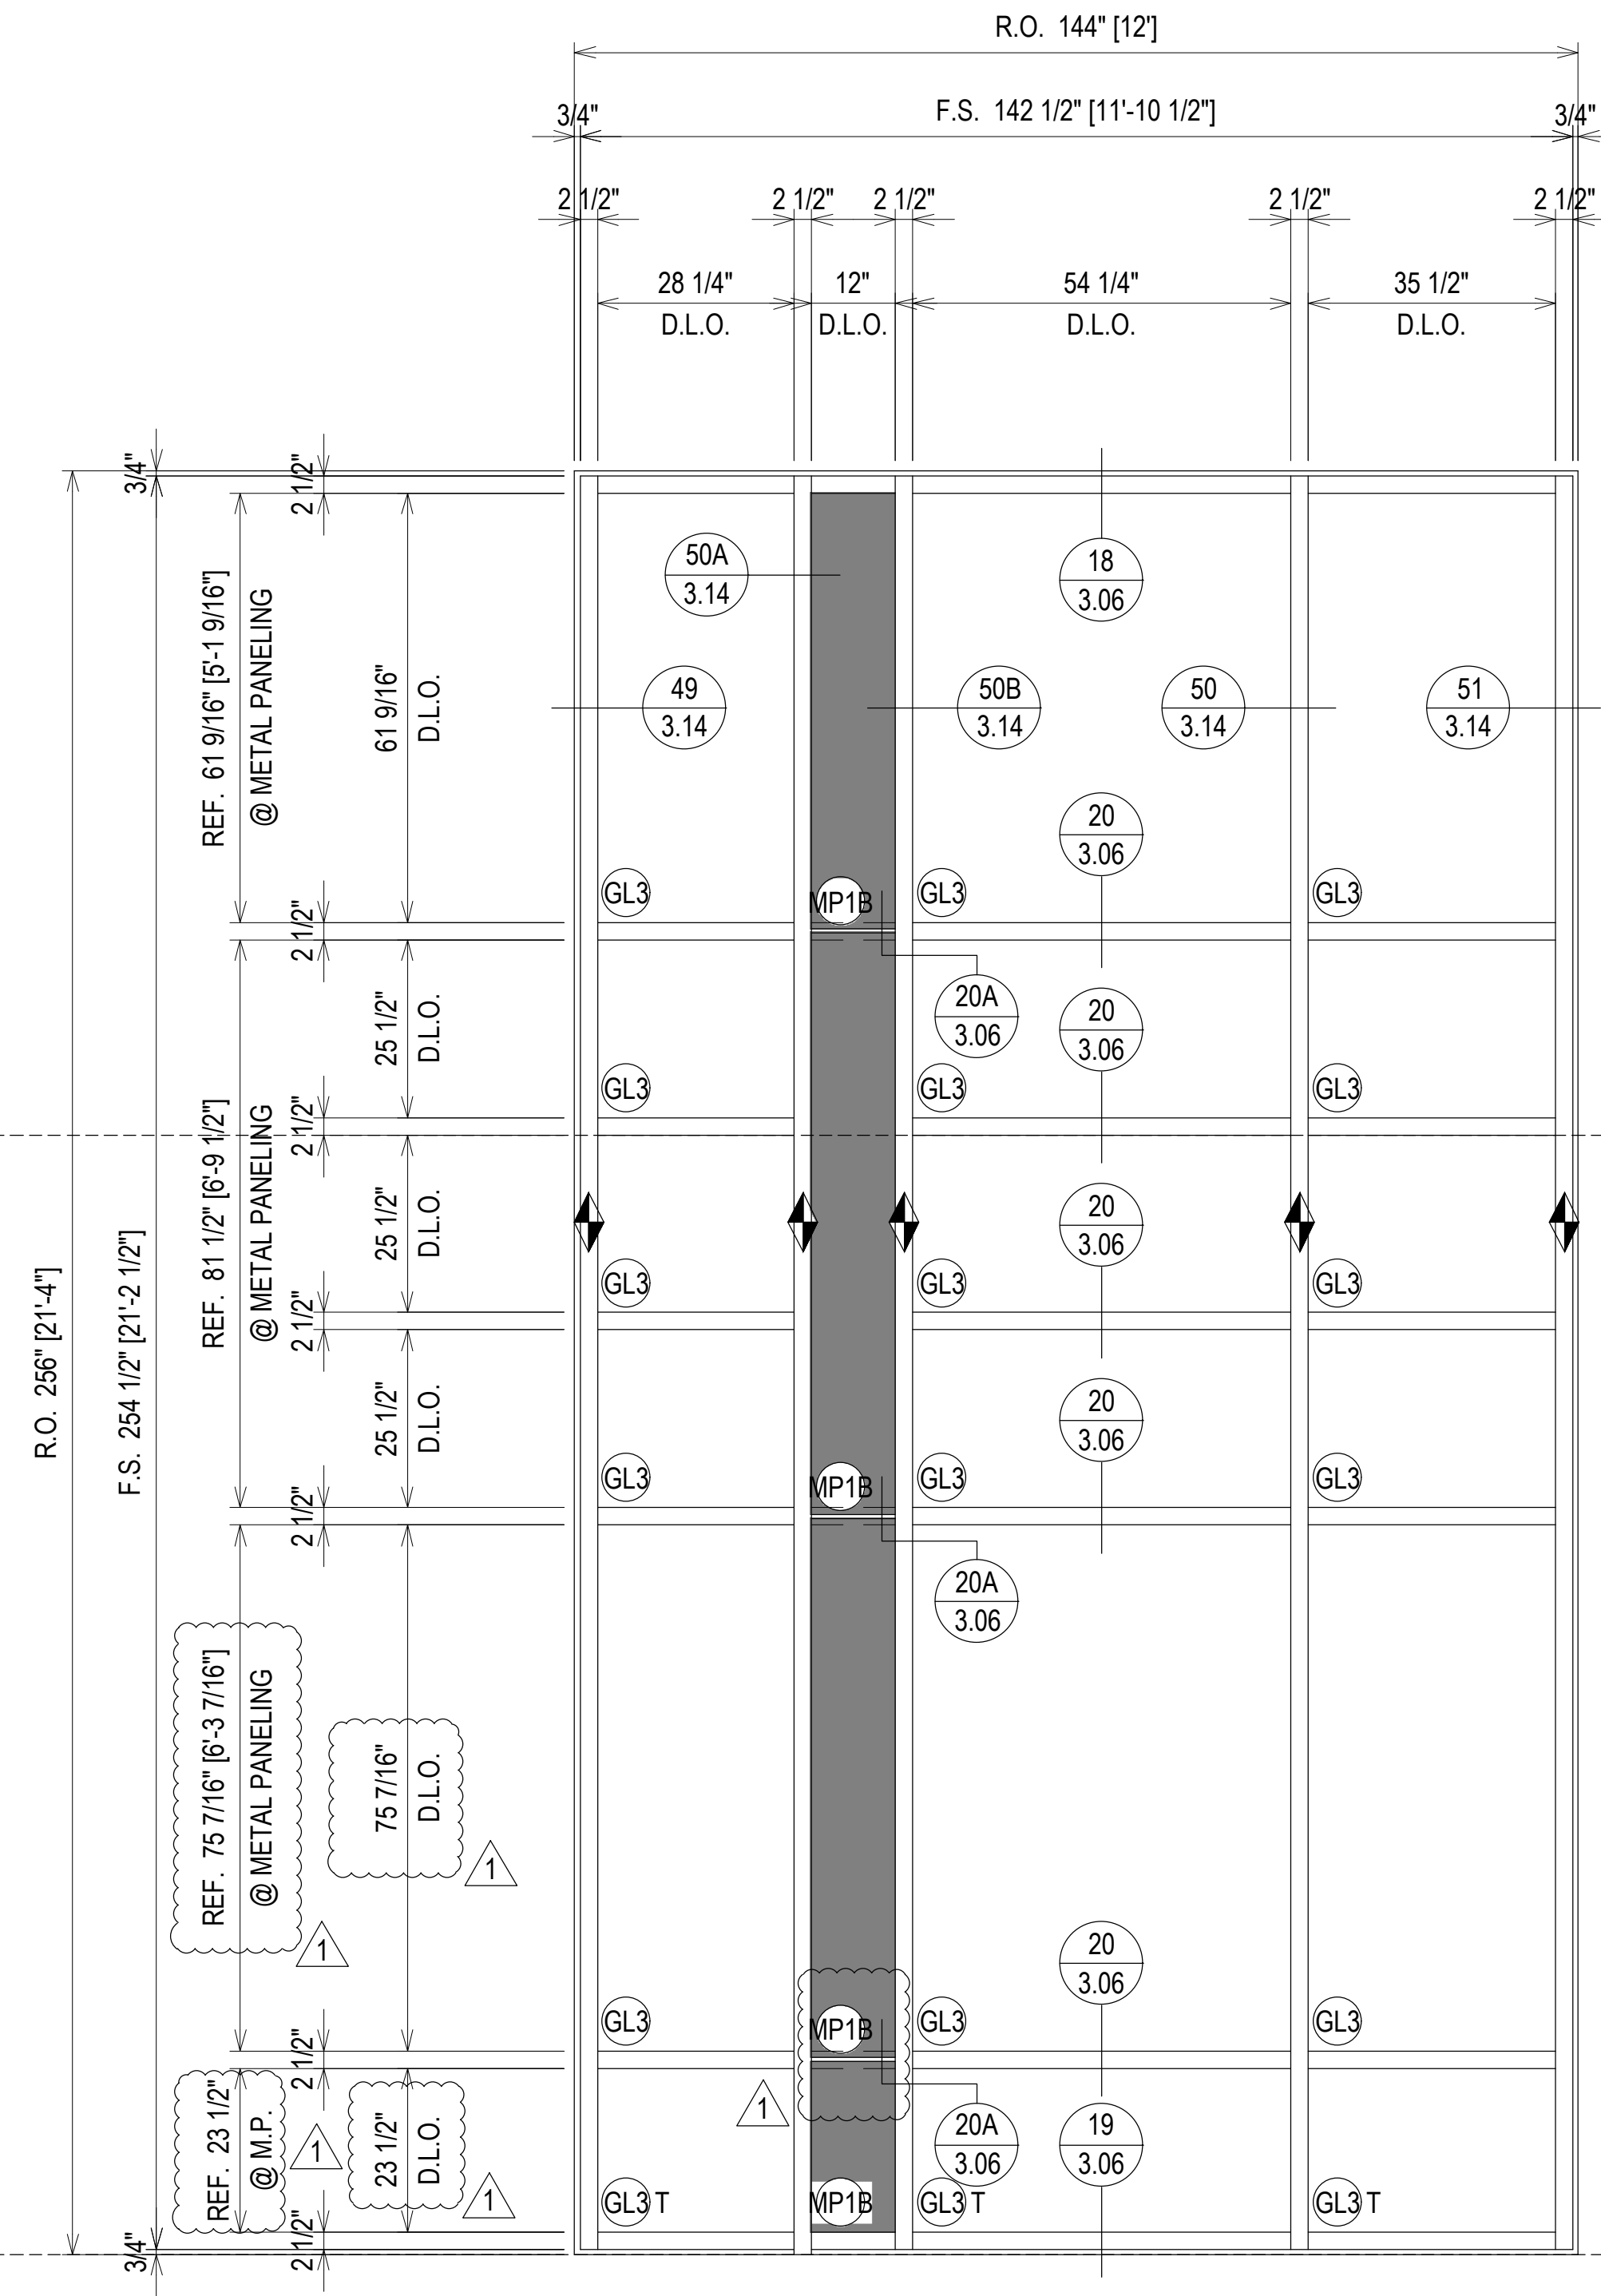 R.O. 144" [12']
3/4"
F.S. 142 1/2" [11'-10 1/2"]
3/4"
2 1/2"
2 1/2"
2 1/2"
2 1/2"
2 1/2"
28 1/4"
D.L.O.
12"
D.L.O.
54 1/4"
D.L.O.
35 1/2"
D.L.O.
R.O. 256" [21'-4"]
3/4"
F.S. 254 1/2" [21'-2 1/2"]
3/4"
REF. 61 9/16" [5'-1 9/16"]
@ METAL PANELING
REF. 81 1/2" [6'-9 1/2"]
@ METAL PANELING
REF. 75 7/16" [6'-3 7/16"]
@ METAL PANELING
1
REF. 23 1/2"
@ M.P.
1
2 1/2"
2 1/2"
2 1/2"
2 1/2"
2 1/2"
2 1/2"
2 1/2"
61 9/16"
D.L.O.
25 1/2"
D.L.O.
25 1/2"
D.L.O.
25 1/2"
D.L.O.
75 7/16"
D.L.O.
1
23 1/2"
D.L.O.
1
50A
3.14
18
3.06
49
3.14
50B
3.14
50
3.14
51
3.14
20
3.06
GL3
MP1B
GL3
GL3
20A
3.06
20
3.06
GL3
GL3
GL3
20
3.06
GL3
GL3
GL3
20
3.06
GL3
MP1B
GL3
GL3
20A
3.06
20
3.06
GL3
MP1B
GL3
GL3
1
20A
3.06
19
3.06
GL3 T
MP1B
GL3 T
GL3 T